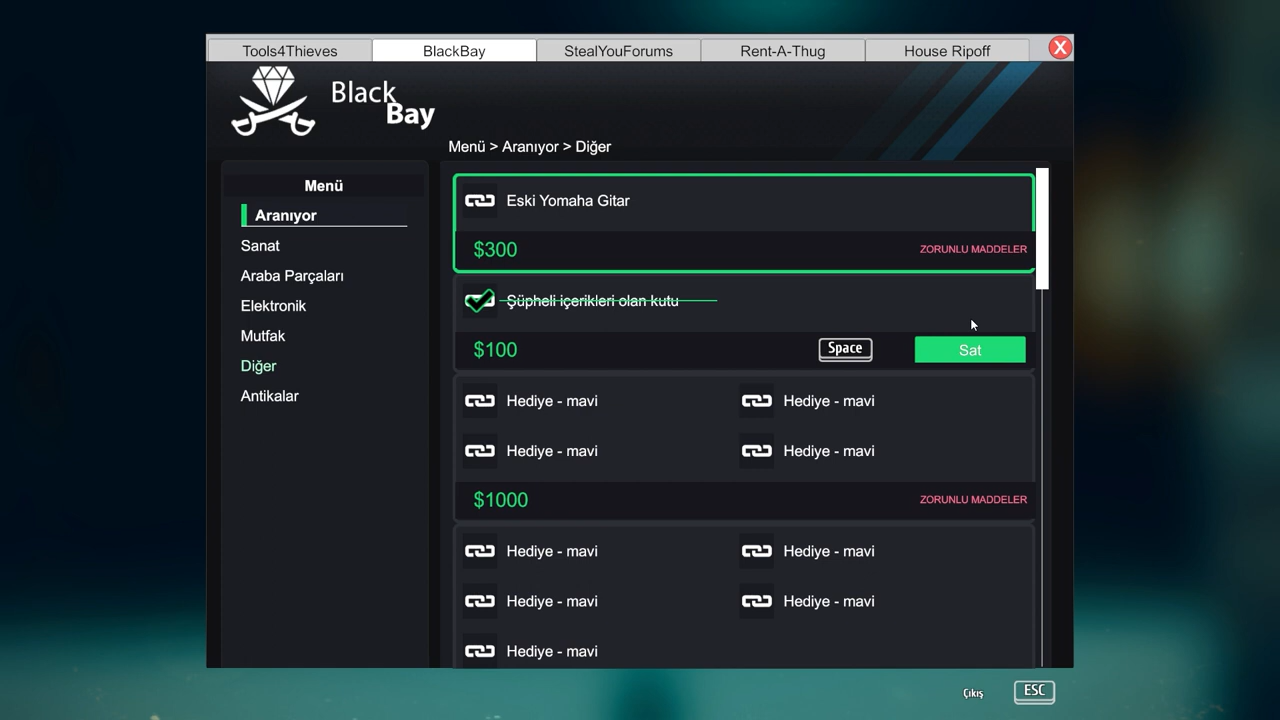 Tools4Thieves BlackBay StealYouForums Rent-A-Thug House Ripoff X
Black
Bay
Menü > Aranıyor > Diğer
Menü
Aranıyor
Sanat
Araba Parçaları
Elektronik
Mutfak
Diğer
Antikalar
Eski Yomaha Gitar
$300 ZORUNLU MADDELER
Şüpheli içerikleri olan kutu
$100 Space Sat
Hediye - mavi Hediye - mavi
Hediye - mavi Hediye - mavi
$1000 ZORUNLU MADDELER
Hediye - mavi Hediye - mavi
Hediye - mavi Hediye - mavi
Hediye - mavi
Çıkış ESC